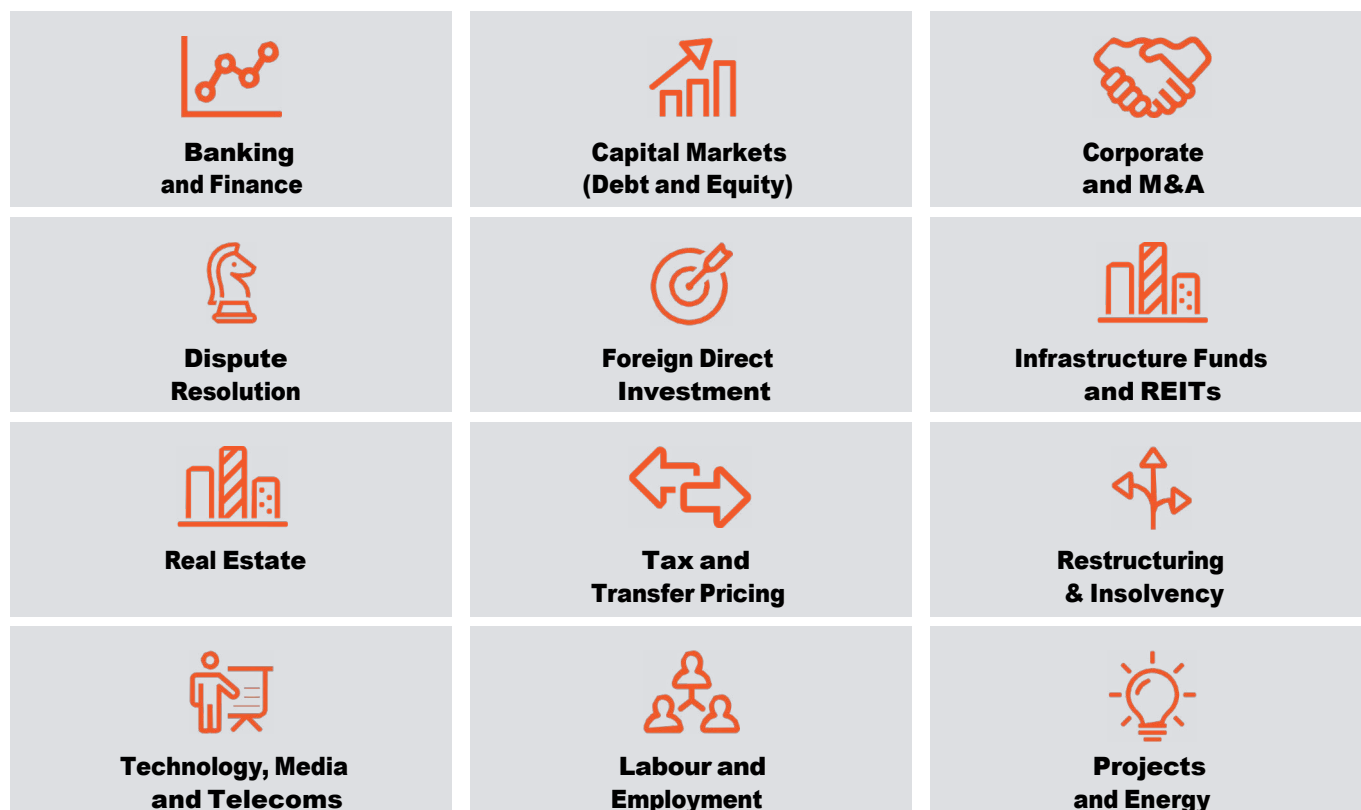 Banking
and Finance
Capital Markets
(Debt and Equity)
Corporate
and M&A
Dispute
Resolution
Foreign Direct
Investment
Infrastructure Funds
and REITs
Real Estate
Tax and
Transfer Pricing
Restructuring
& Insolvency
Technology, Media
and Telecoms
Labour and
Employment
Projects
and Energy